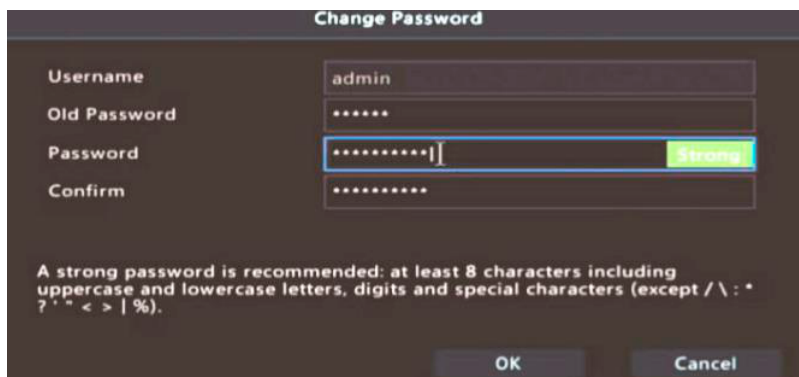 Change Password
Username admin
Old Password ••••••
Password •••••••••• Strong
Confirm ••••••••••
A strong password is recommended: at least 8 characters including
uppercase and lowercase letters, digits and special characters (except / \ : *
? ' " < > | %).
OK Cancel